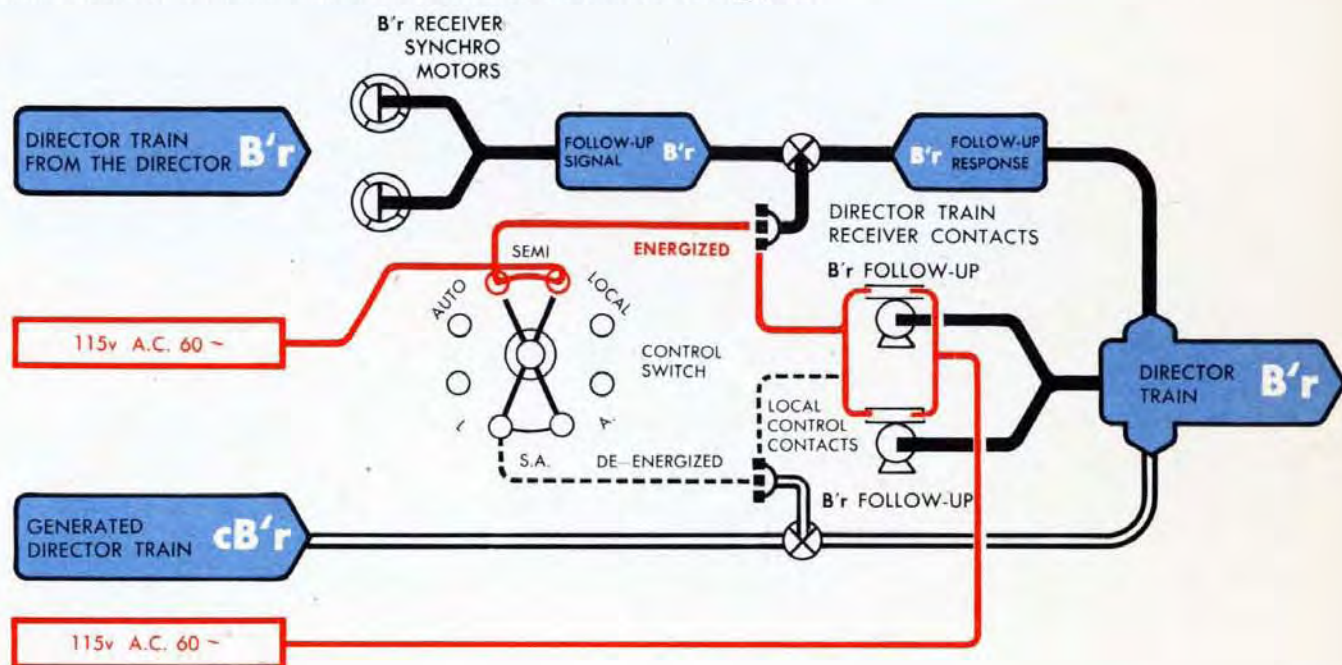 B'r RECEIVER
SYNCHRO
MOTORS
DIRECTOR TRAIN
FROM THE DIRECTOR B'r
FOLLOW-UP
SIGNAL B'r
B'r FOLLOW-UP
RESPONSE
DIRECTOR TRAIN
RECEIVER CONTACTS
ENERGIZED
SEMI
AUTO
LOCAL
B'r FOLLOW-UP
115v A.C. 60 ~
CONTROL
SWITCH
DIRECTOR
TRAIN B'r
LOCAL
CONTROL
CONTACTS
L
A.
S.A.
DE-ENERGIZED
B'r FOLLOW-UP
GENERATED
DIRECTOR TRAIN cB'r
115v A.C. 60 ~